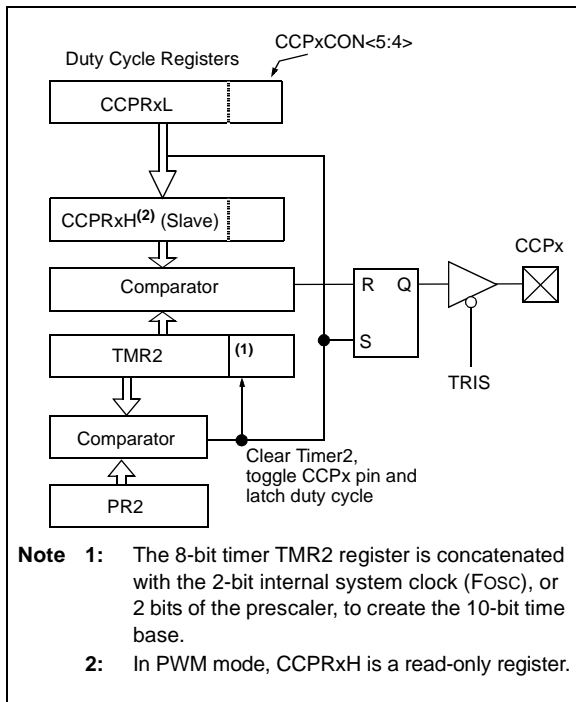 CCPxCON<5:4>
Duty Cycle Registers
CCPRxL
CCPRxH(2) (Slave)
CCPx
Comparator
R Q
TMR2 (1)
S
TRIS
Comparator
Clear Timer2,
toggle CCPx pin and
latch duty cycle
PR2
Note 1: The 8-bit timer TMR2 register is concatenated
with the 2-bit internal system clock (FOSC), or
2 bits of the prescaler, to create the 10-bit time
base.
2: In PWM mode, CCPRxH is a read-only register.